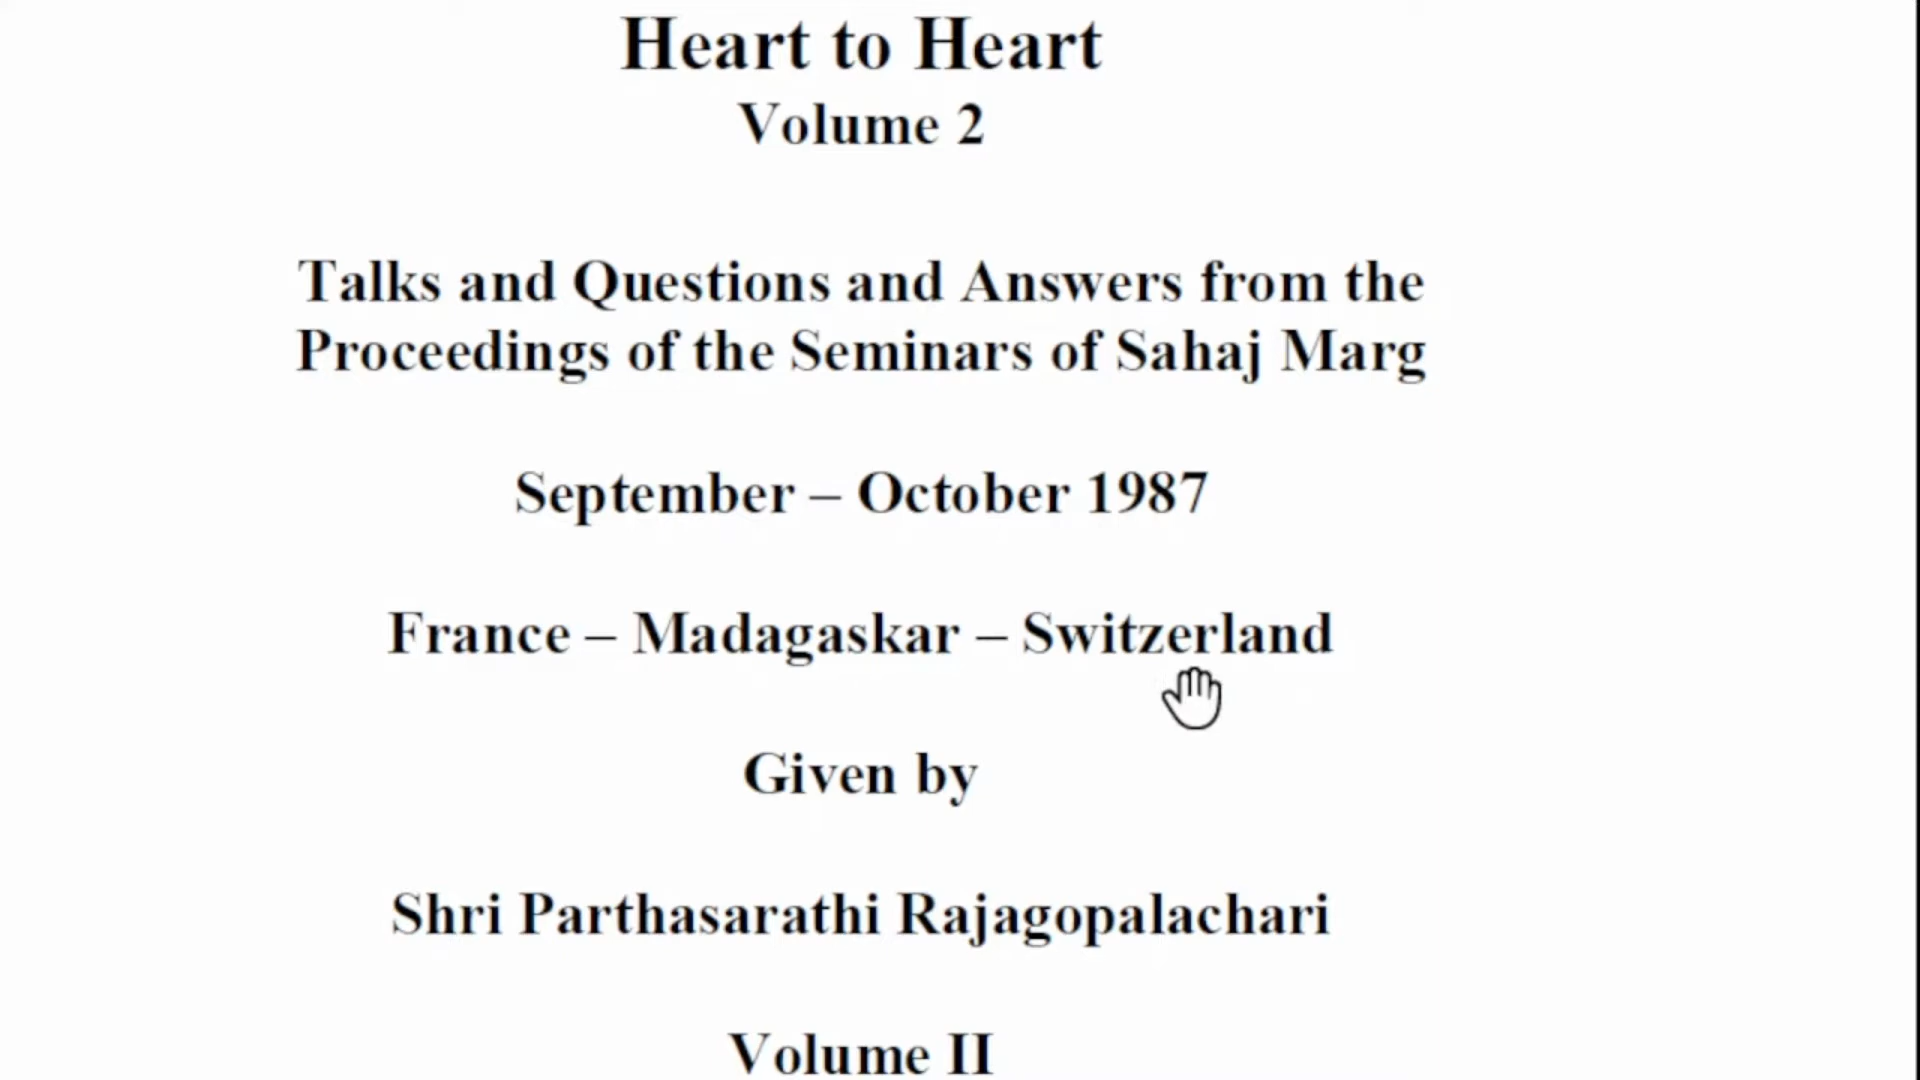 Heart to Heart
Volume 2
Talks and Questions and Answers from the
Proceedings of the Seminars of Sahaj Marg
September – October 1987
France – Madagaskar – Switzerland
Given by
Shri Parthasarathi Rajagopalachari
Volume II